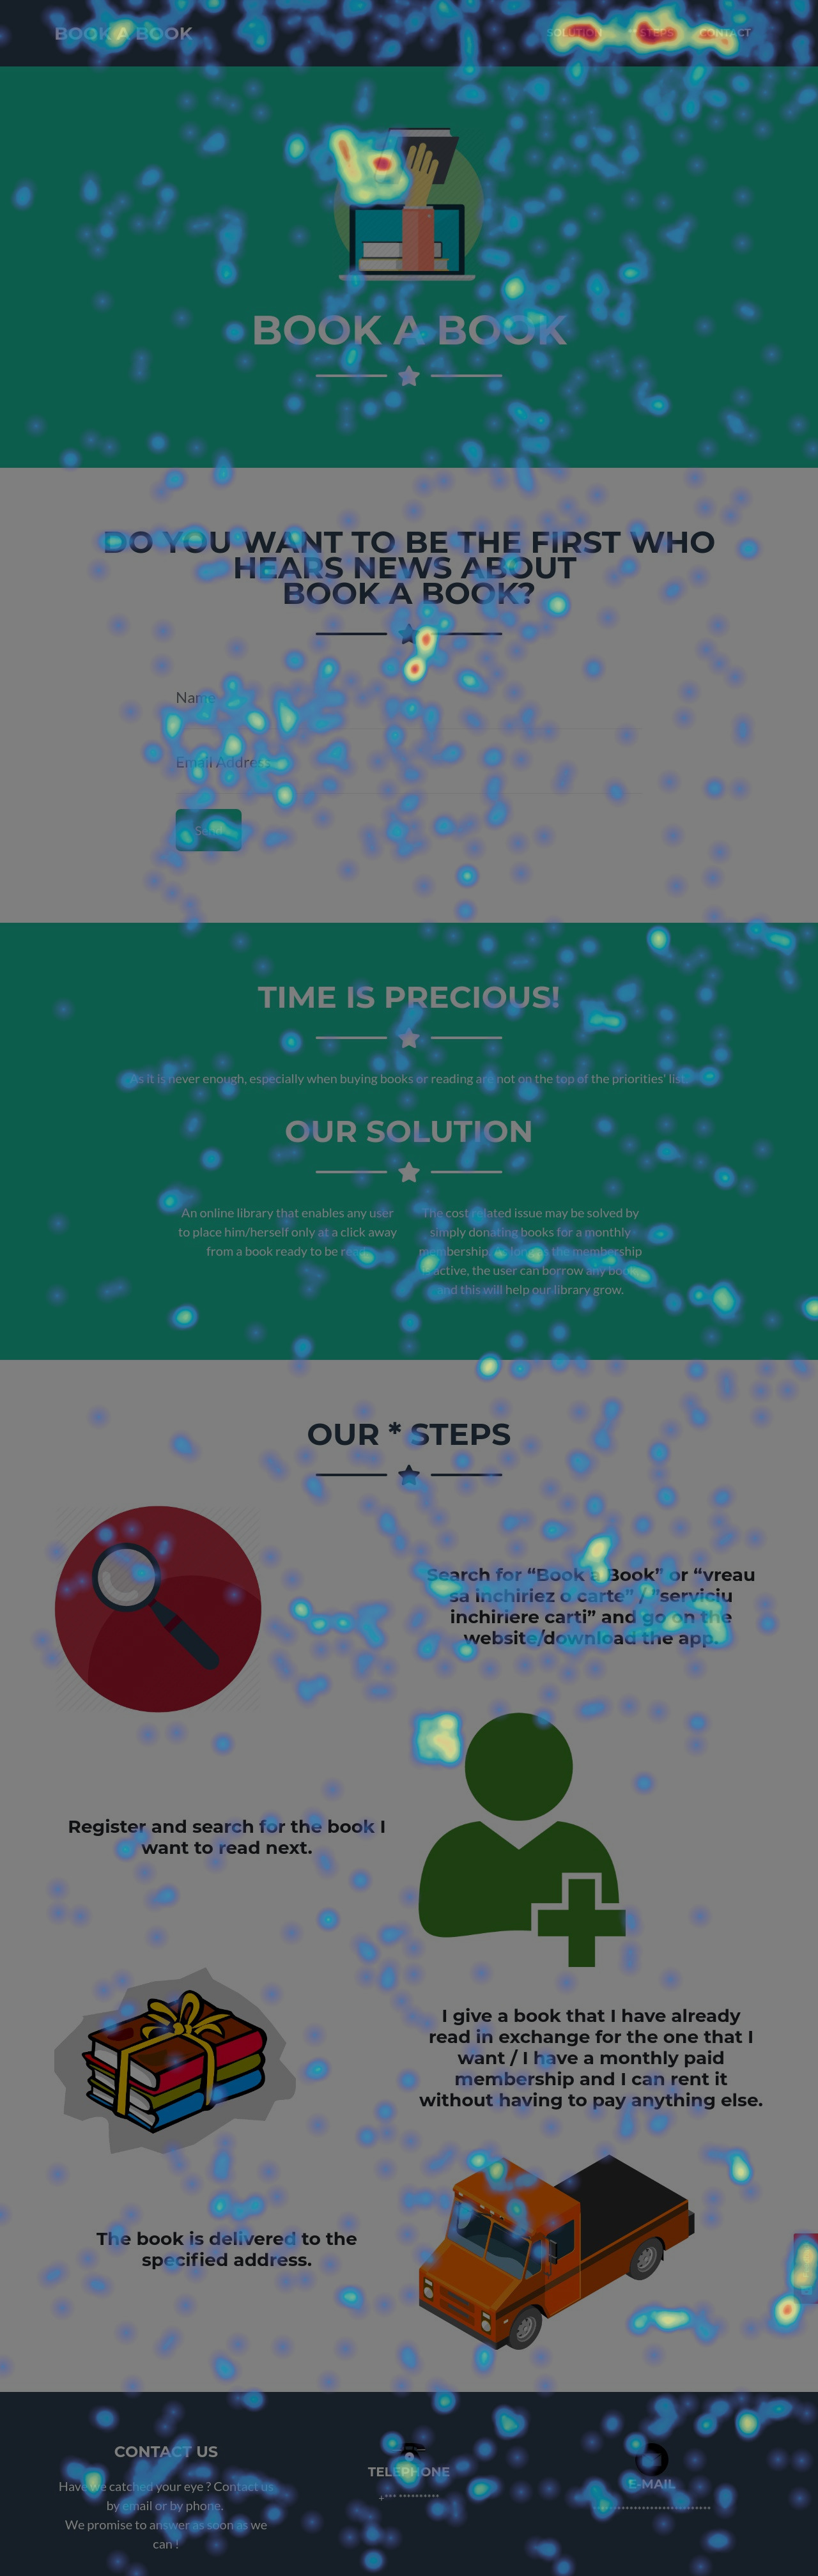 BOOK A BOOK
SOLUTION * STEPS CONTACT
BOOK A BOOK
DO YOU WANT TO BE THE FIRST WHO
HEARS NEWS ABOUT
BOOK A BOOK?
Name
Email Address
Send
TIME IS PRECIOUS!
As it is never enough, especially when buying books or reading are not on the top of the priorities' list.
OUR SOLUTION
An online library that enables any user
to place him/herself only at a click away
from a book ready to be read.
The cost related issue may be solved by
simply donating books for a monthly
membership. as the membership
active, the user can borrow any book
and this will help our library grow.
OUR * STEPS
Search for “Book a Book” or “vreau
sa inchiriez o carte” / ”serviciu
inchiriere carti” and go on the
website/download the app.
Register and search for the book I
want to read next.
I give a book that I have already
read in exchange for the one that I
want / I have a monthly paid
membership and I can rent it
without having to pay anything else.
The book is delivered to the
specified address.
CONTACT US
Have we catched your eye ? Contact us
by email or by phone.
We promise to answer as soon as we
can !
TELEPHONE
+*** **********
E-MAIL